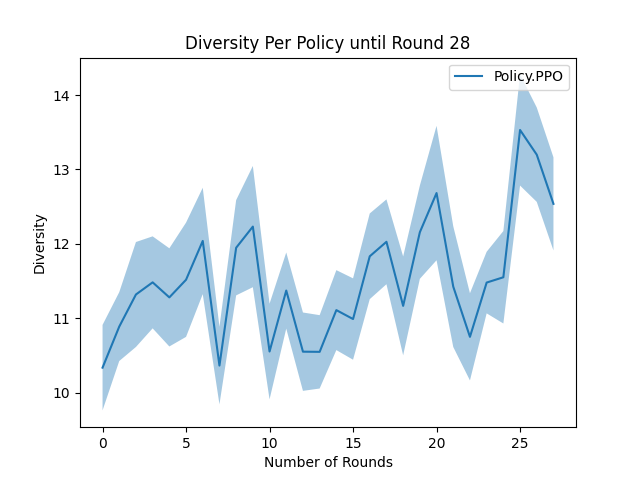 Diversity Per Policy until Round 28
Policy.PPO
Diversity
14
13
12
11
10
0 5 10 15 20 25
Number of Rounds